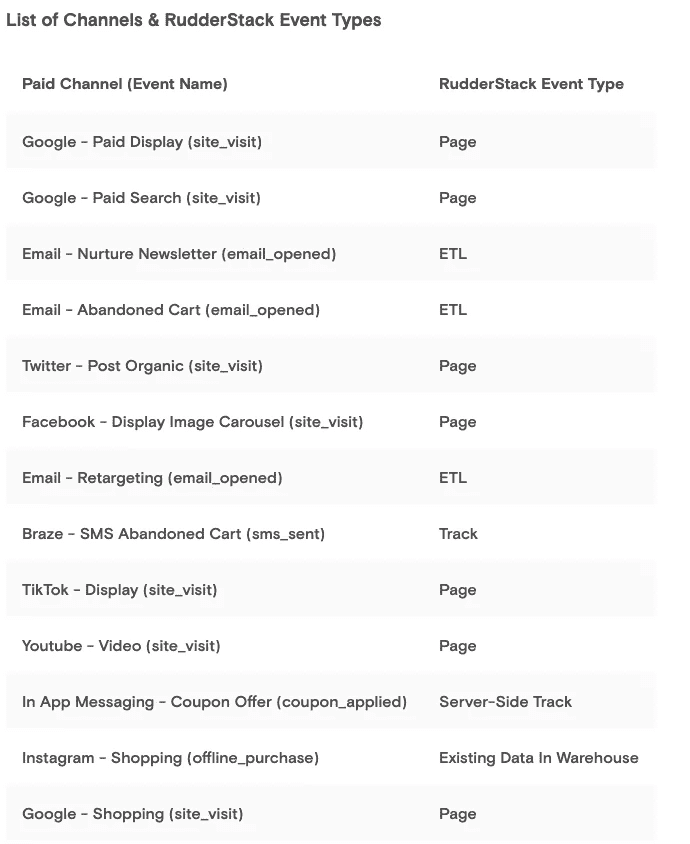 List of Channels & RudderStack Event Types
Paid Channel (Event Name) RudderStack Event Type
Google - Paid Display (site_visit) Page
Google - Paid Search (site_visit) Page
Email - Nurture Newsletter (email_opened) ETL
Email - Abandoned Cart (email_opened) ETL
Twitter - Post Organic (site_visit) Page
Facebook - Display Image Carousel (site_visit) Page
Email - Retargeting (email_opened) ETL
Braze - SMS Abandoned Cart (sms_sent) Track
TikTok - Display (site_visit) Page
Youtube - Video (site_visit) Page
In App Messaging - Coupon Offer (coupon_applied) Server-Side Track
Instagram - Shopping (offline_purchase) Existing Data In Warehouse
Google - Shopping (site_visit) Page